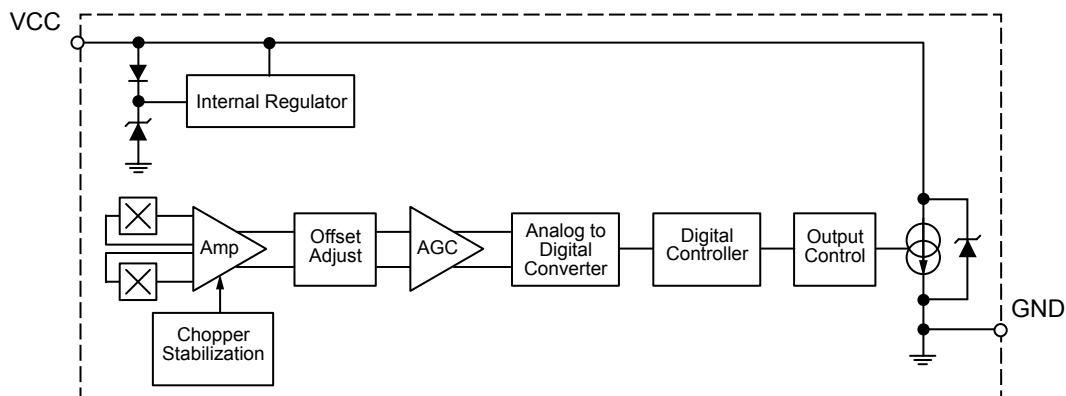 VCC
Internal Regulator
Amp
Offset
Adjust
AGC
Analog to
Digital
Converter
Digital
Controller
Output
Control
Chopper
Stabilization
GND